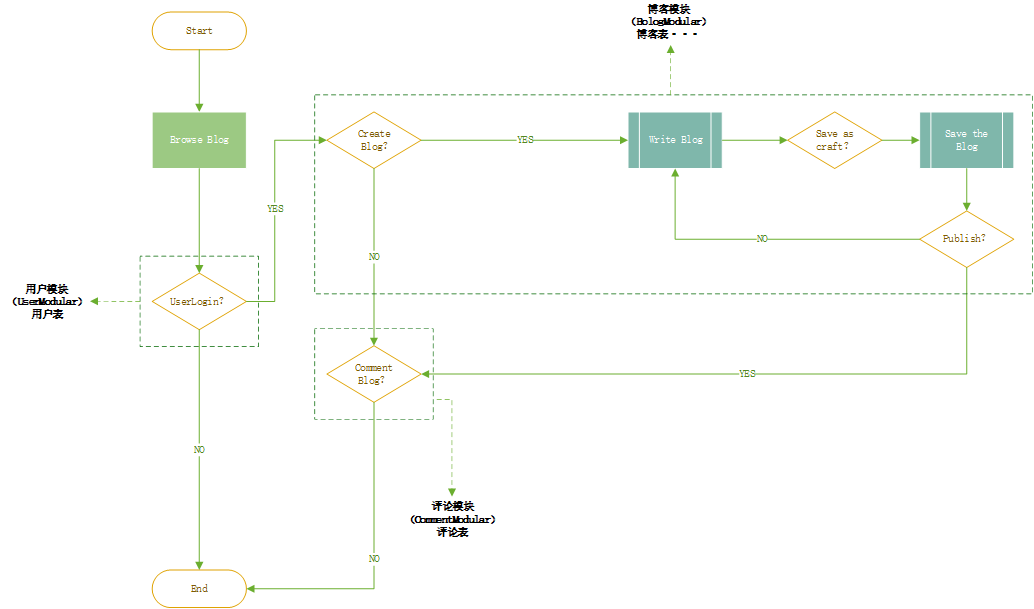 博客模块
(BologModular)
博客表···
Start
Browse Blog
Create
Blog?
YES
Write Blog
Save as
craft?
Save the
Blog
YES
NO
Publish?
NO
用户模块
(UserModular)
用户表
UserLogin?
Comment
Blog?
YES
NO
评论模块
(CommentModular)
评论表
NO
End